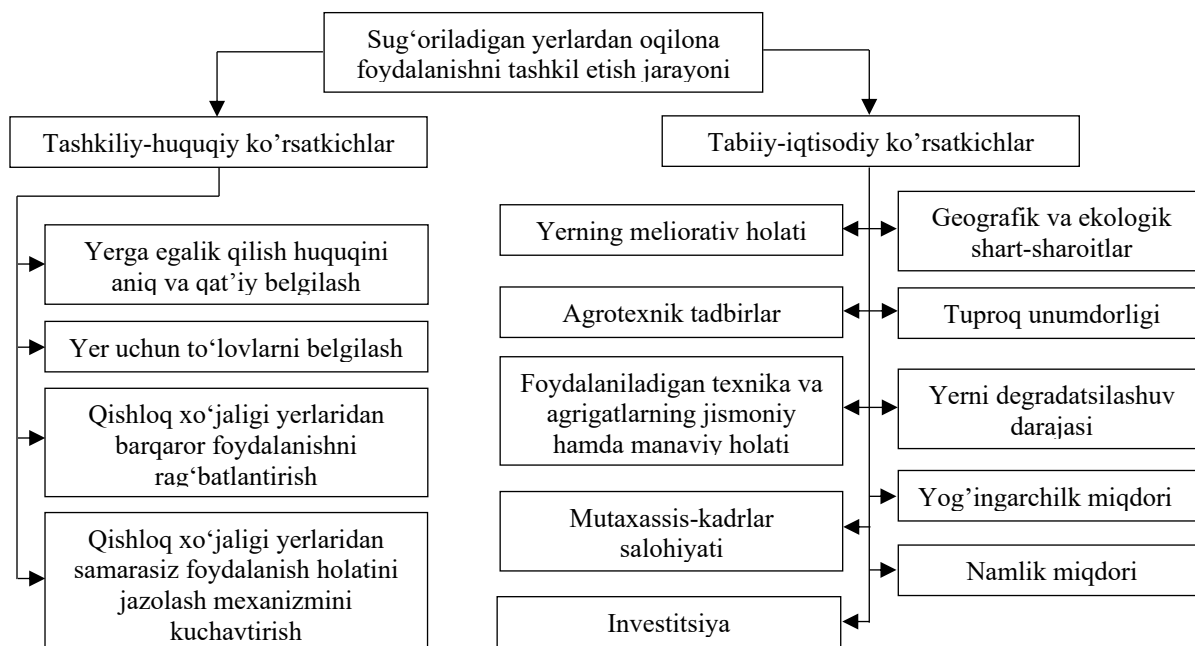 Sug‘oriladigan yerlardan oqilona
foydalanishni tashkil etish jarayoni
Tashkiliy-huquqiy ko’rsatkichlar
Tabiiy-iqtisodiy ko’rsatkichlar
Yerga egalik qilish huquqini
aniq va qat’iy belgilash
Yer uchun to‘lovlarni belgilash
Qishloq xo‘jaligi yerlaridan
barqaror foydalanishni
rag‘batlantirish
Qishloq xo‘jaligi yerlaridan
samarasiz foydalanish holatini
jazolash mexanizmini
kuchaytirish
Yerning meliorativ holati
Agrotexnik tadbirlar
Foydalaniladigan texnika va
agrigatlarning jismoniy
hamda manaviy holati
Mutaxassis-kadrlar
salohiyati
Investitsiya
Geografik va ekologik
shart-sharoitlar
Tuproq unumdorligi
Yerni degradatsilashuv
darajasi
Yog’ingarchilk miqdori
Namlik miqdori